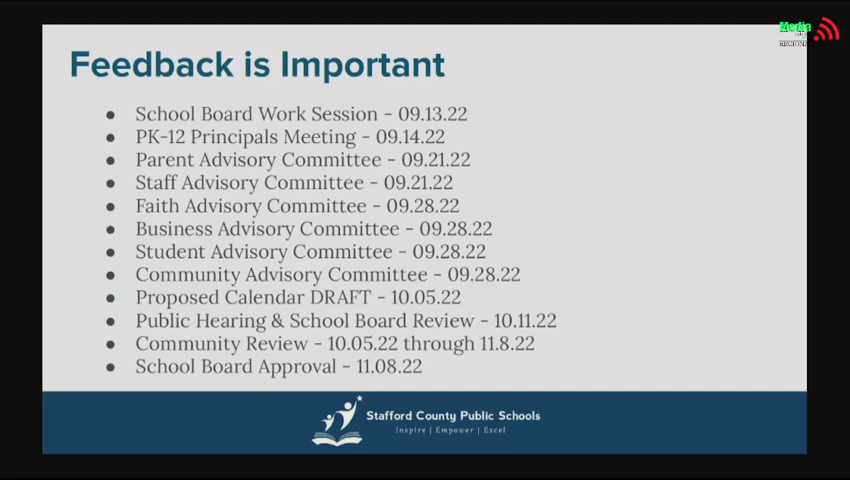 Media
Feedback is Important
● School Board Work Session - 09.13.22
● PK-12 Principals Meeting - 09.14.22
● Parent Advisory Committee - 09.21.22
● Staff Advisory Committee - 09.21.22
● Faith Advisory Committee - 09.28.22
● Business Advisory Committee - 09.28.22
● Student Advisory Committee - 09.28.22
● Community Advisory Committee - 09.28.22
● Proposed Calendar DRAFT - 10.05.22
● Public Hearing & School Board Review - 10.11.22
● Community Review - 10.05.22 through 11.8.22
● School Board Approval - 11.08.22
Stafford County Public Schools
Inspire | Empower | Excel